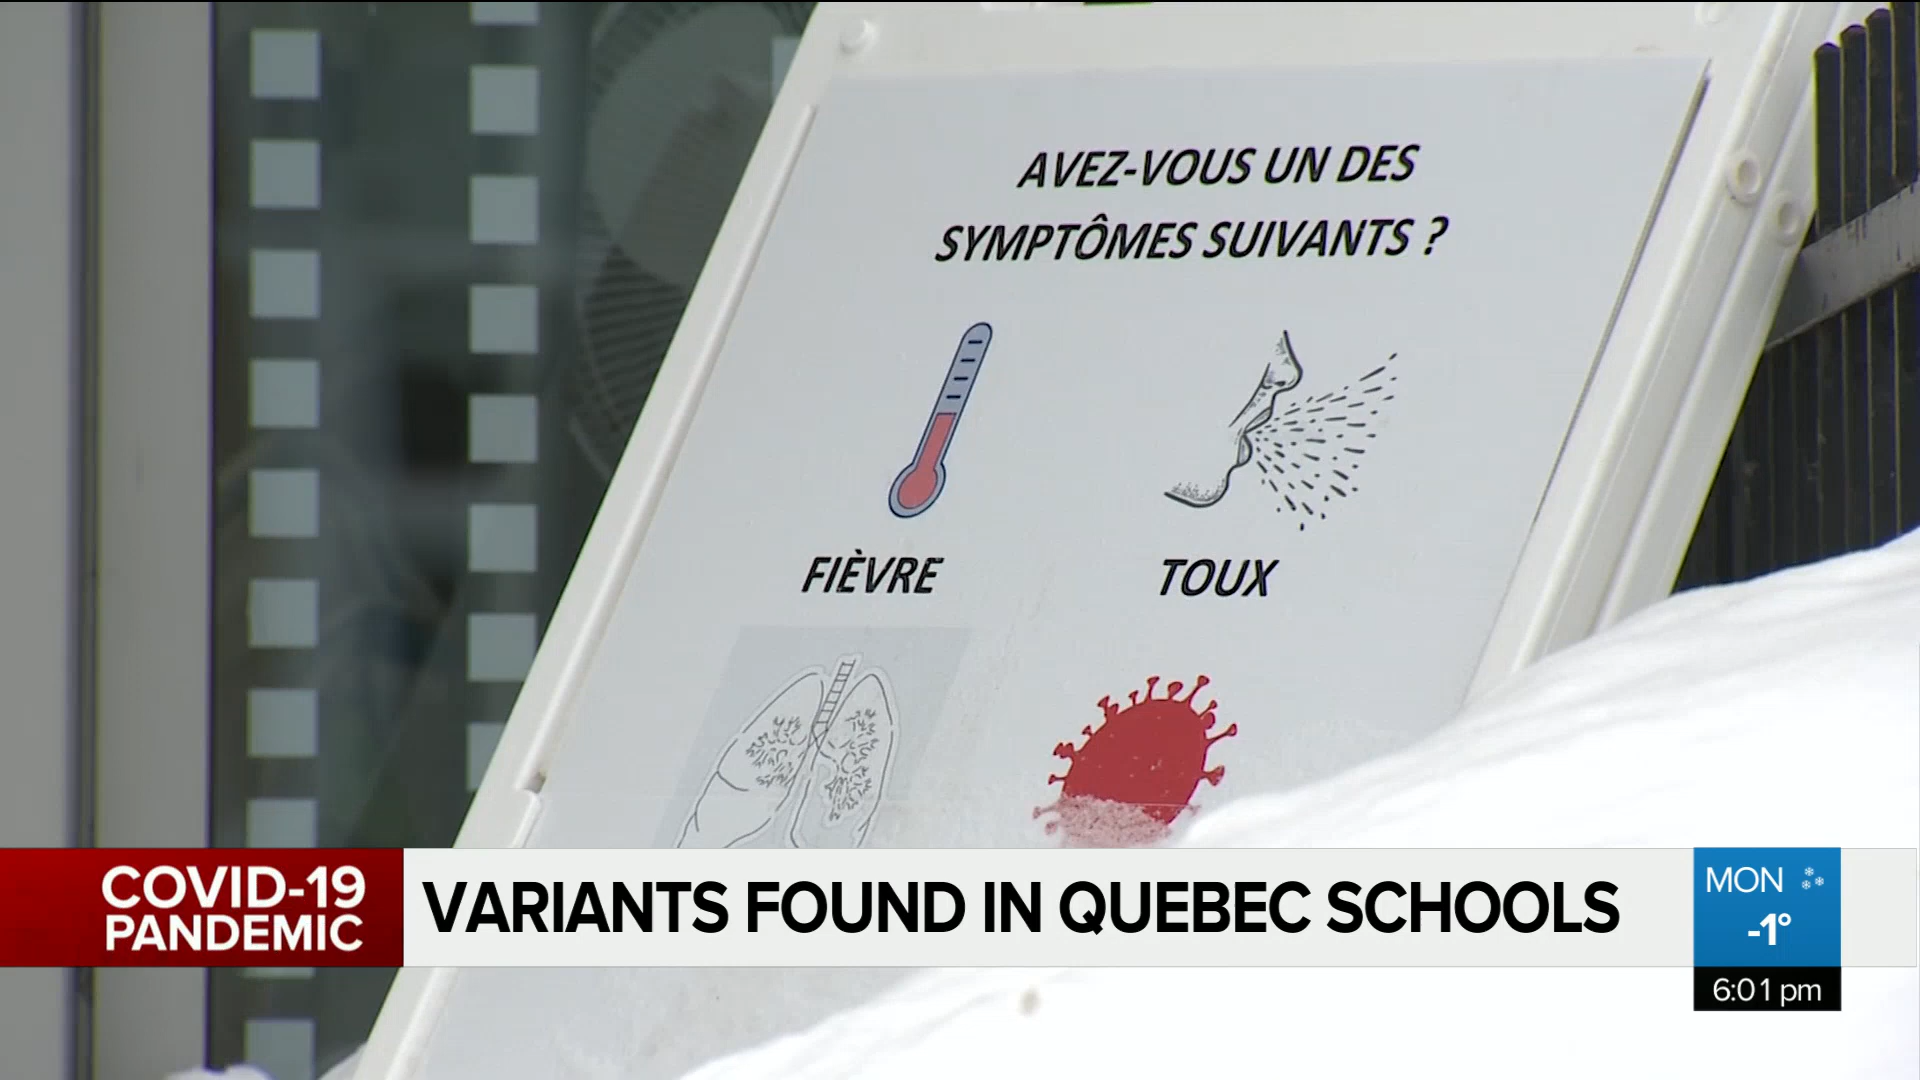 AVEZ-VOUS UN DES
SYMPTÔMES SUIVANTS ?
FIÈVRE
TOUX
COVID-19
PANDEMIC
VARIANTS FOUND IN QUEBEC SCHOOLS
MON
-1°
6:01 pm